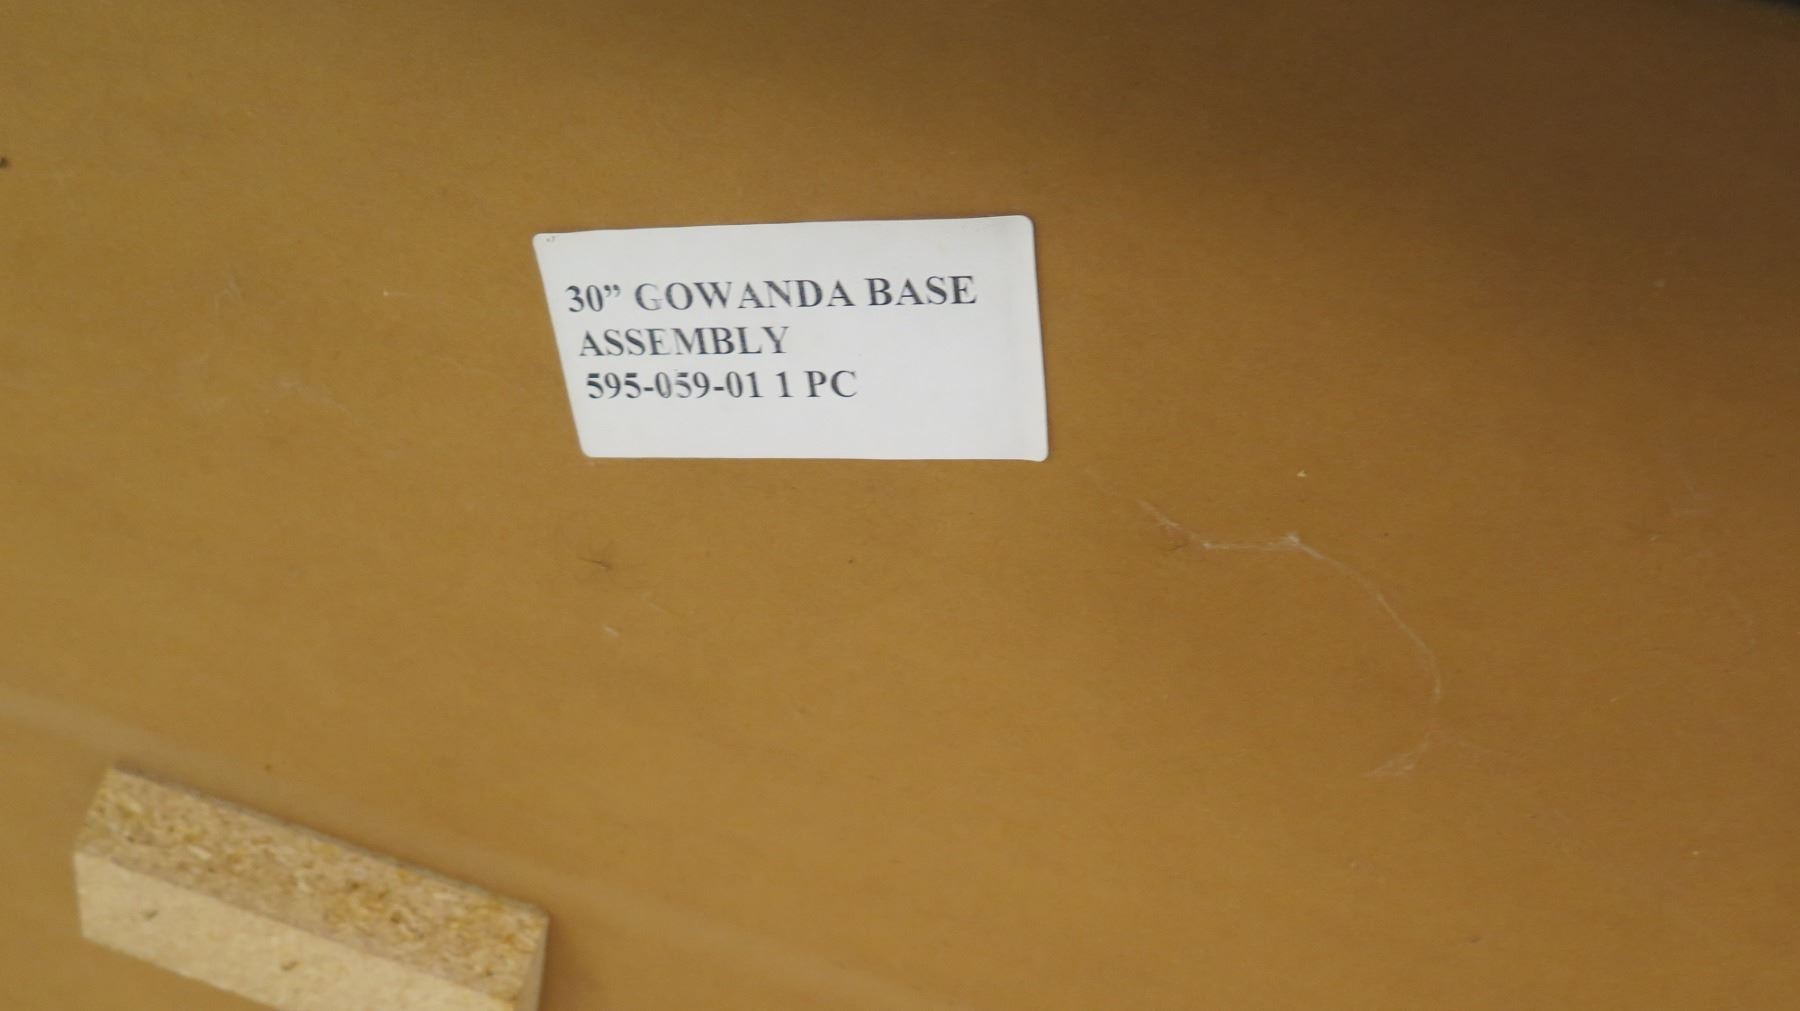 30” GOWANDA BASE
ASSEMBLY
595-059-01 1 PC